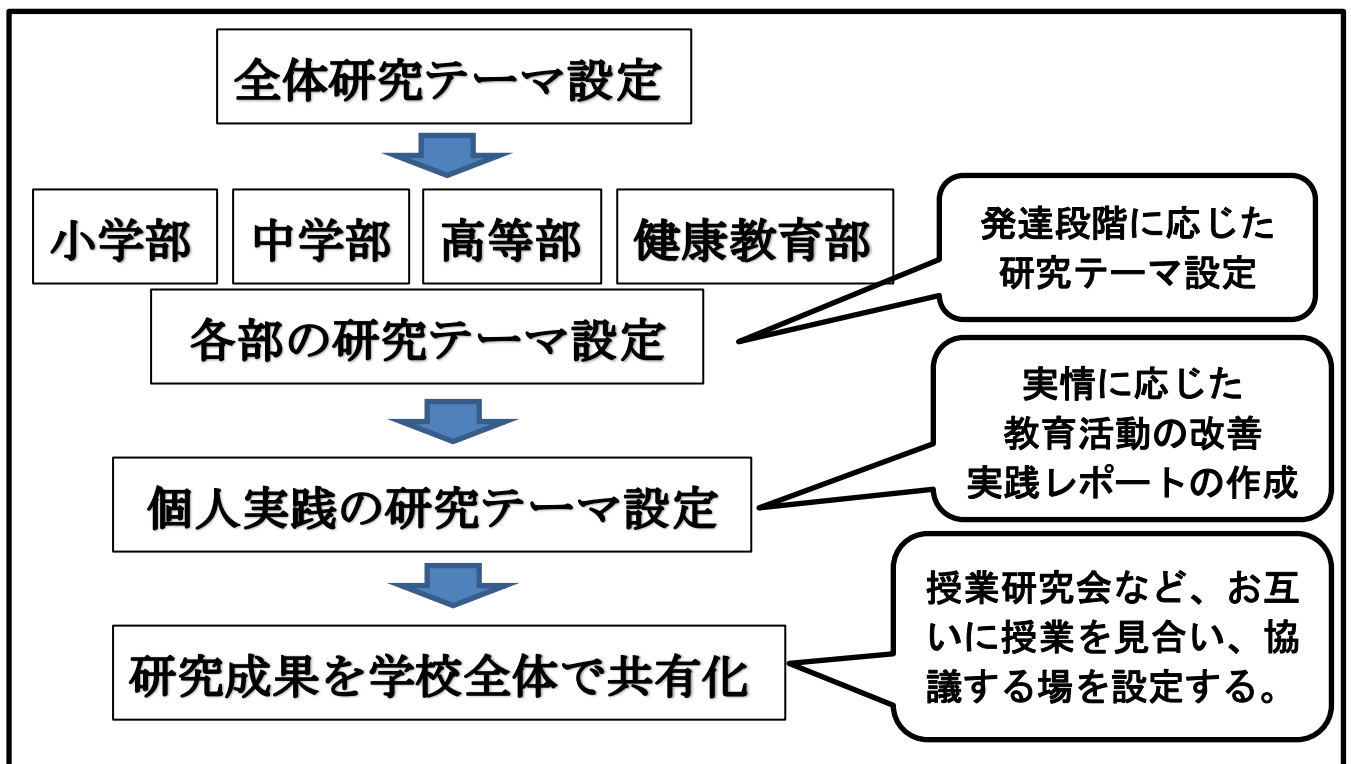 全体研究テーマ設定
小学部
中学部
高等部
健康教育部
各部の研究テーマ設定
発達段階に応じた
研究テーマ設定
個人実践の研究テーマ設定
実情に応じた
教育活動の改善
実践レポートの作成
研究成果を学校全体で共有化
授業研究会など、お互
いに授業を見合い、協
議する場を設定する。